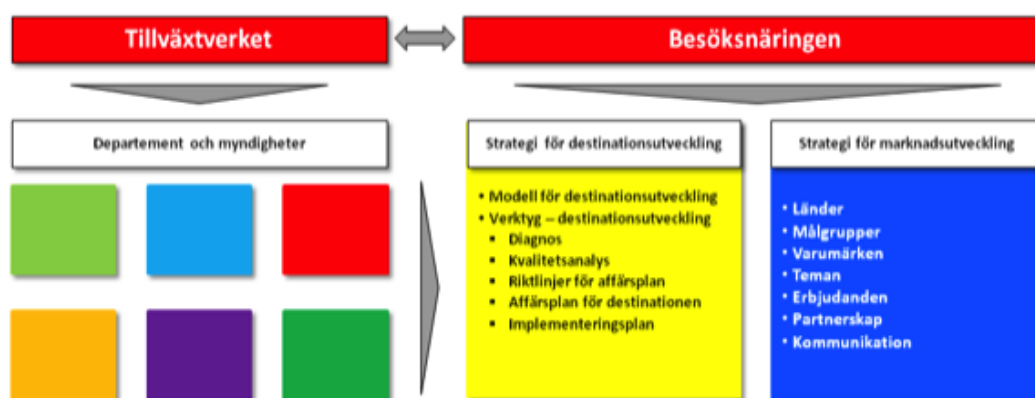 Tillväxtverket
Besöksnäringen
Departement och myndigheter
Strategi för destinationsutveckling
• Modell för destinationsutveckling
• Verktyg – destinationsutveckling
▪ Diagnos
▪ Kvalitetsanalys
▪ Riktlinjer för affärsplan
▪ Affärsplan för destinationen
▪ Implementeringsplan
Strategi för marknadsutveckling
• Länder
• Målgrupper
• Varumärken
• Teman
• Erbjudanden
• Partnerskap
• Kommunikation